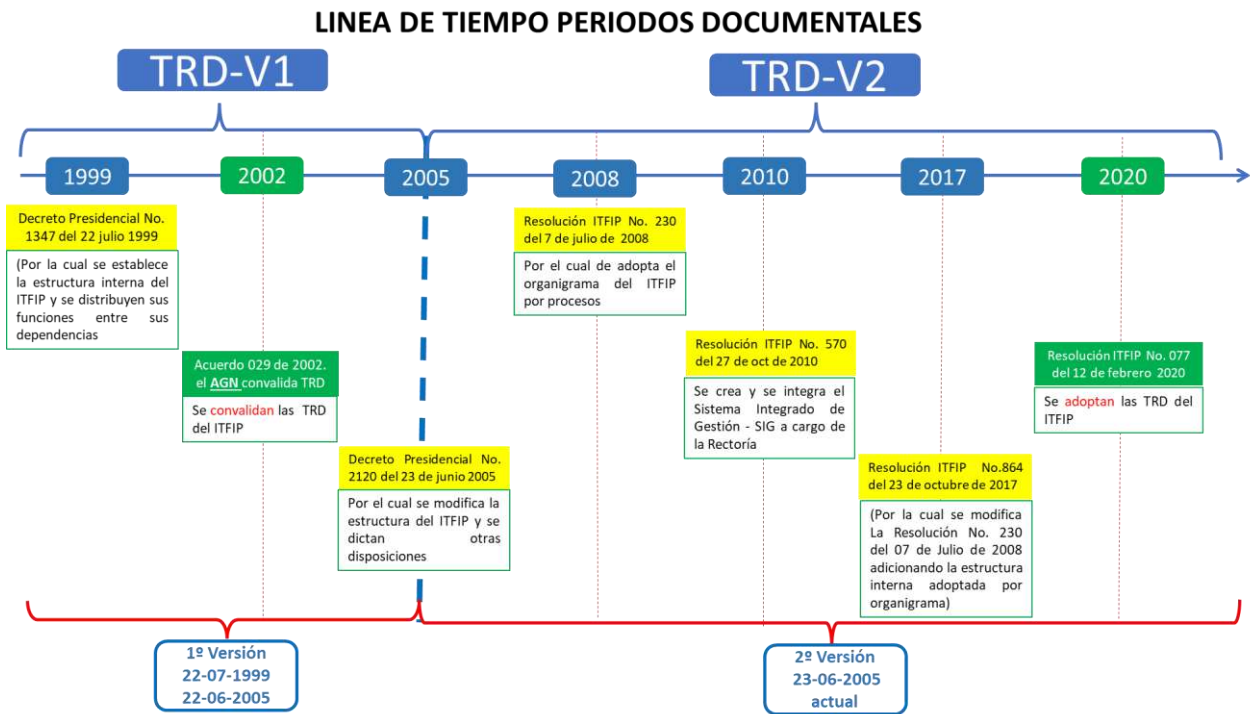 LINEA DE TIEMPO PERIODOS DOCUMENTALES
TRD-V1
TRD-V2
1999
2002
2005
2008
2010
2017
2020
Decreto Presidencial No.
1347 del 22 julio 1999
(Por la cual se establece
la estructura interna del
ITFIP y se distribuyen sus
funciones entre sus
dependencias
Acuerdo 029 de 2002.
el AGN convalida TRD
Se convalidan las TRD
del ITFIP
Decreto Presidencial No.
2120 del 23 de junio 2005
Por el cual se modifica la
estructura del ITFIP y se
dictan otras
disposiciones
Resolución ITFIP No. 230
del 7 de julio de 2008
Por el cual de adopta el
organigrama del ITFIP
por procesos
Resolución ITFIP No. 570
del 27 de oct de 2010
Se crea y se integra el
Sistema Integrado de
Gestión - SIG a cargo de
la Rectoría
Resolución ITFIP No.864
del 23 de octubre de 2017
(Por la cual se modifica
La Resolución No. 230
del 07 de Julio de 2008
adicionando la estructura
interna adoptada por
organigrama)
Resolución ITFIP No. 077
del 12 de febrero 2020
Se adoptan las TRD del
ITFIP
1º Versión
22-07-1999
22-06-2005
2º Versión
23-06-2005
actual